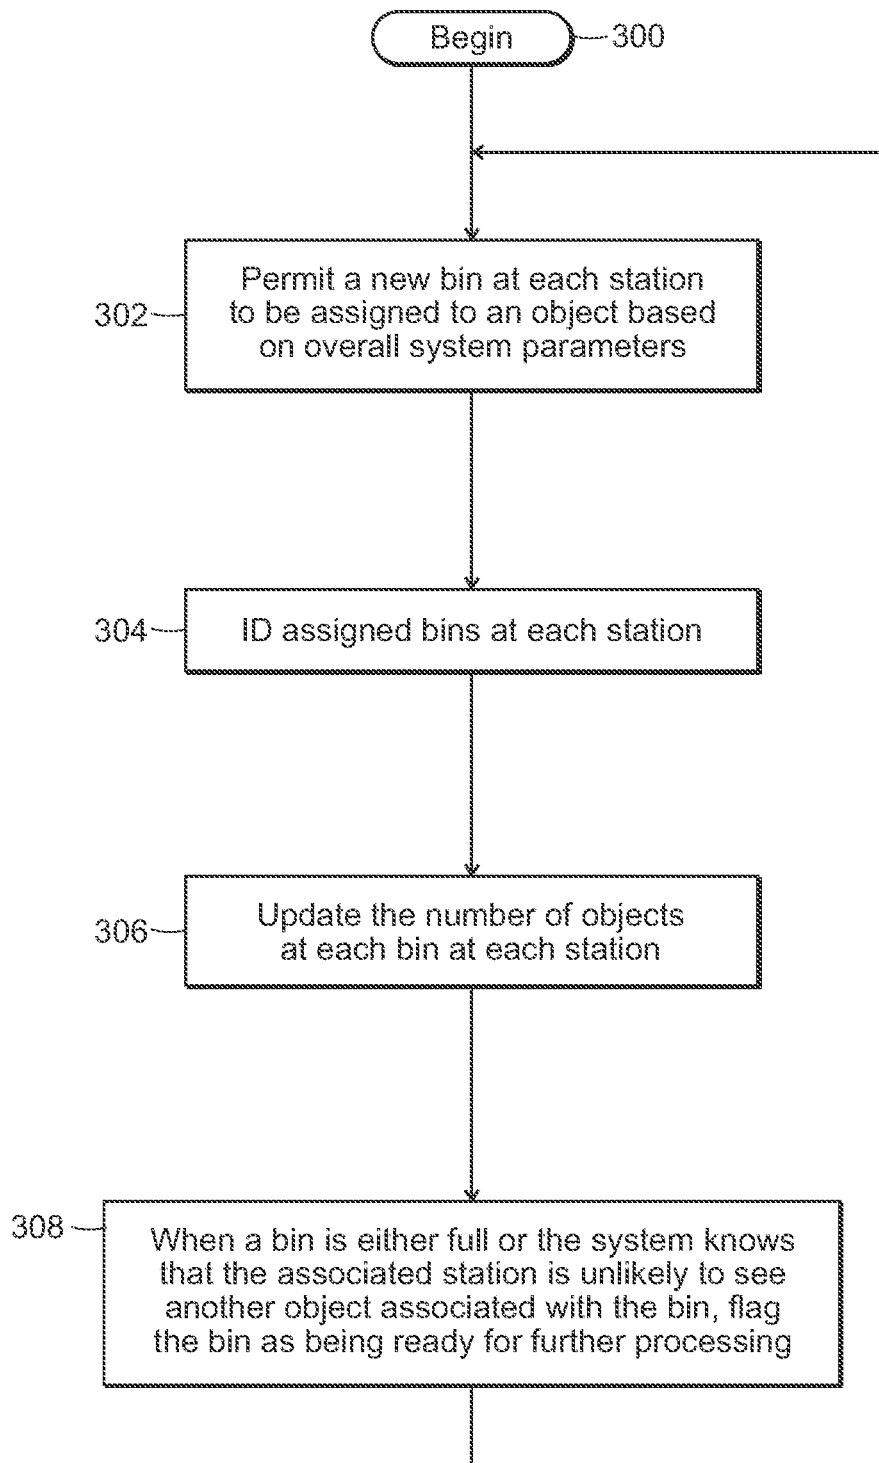 Begin 300
302
Permit a new bin at each station
to be assigned to an object based
on overall system parameters
304
ID assigned bins at each station
306
Update the number of objects
at each bin at each station
308
When a bin is either full or the system knows
that the associated station is unlikely to see
another object associated with the bin, flag
the bin as being ready for further processing